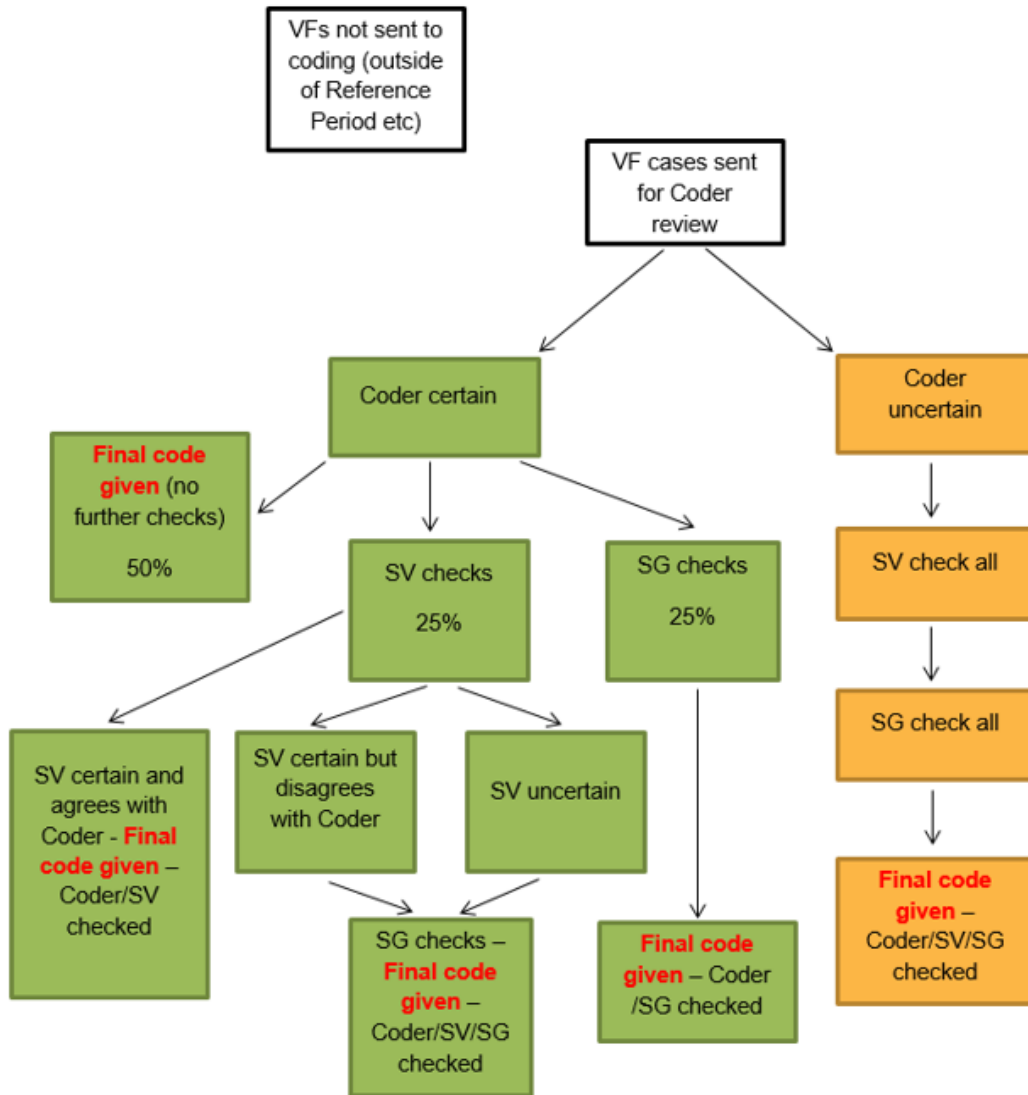 VFs not sent to
coding (outside
of Reference
Period etc)
VF cases sent
for Coder
review
Coder certain
Coder
uncertain
Final code
given (no
further checks)
50%
SV checks
25%
SG checks
25%
SV check all
SG check all
SV certain and
agrees with
Coder - Final
code given –
Coder/SV
checked
SV certain but
disagrees
with Coder
SV uncertain
SG checks –
Final code
given –
Coder/SV/SG
checked
Final code
given – Coder
/SG checked
Final code
given –
Coder/SV/SG
checked